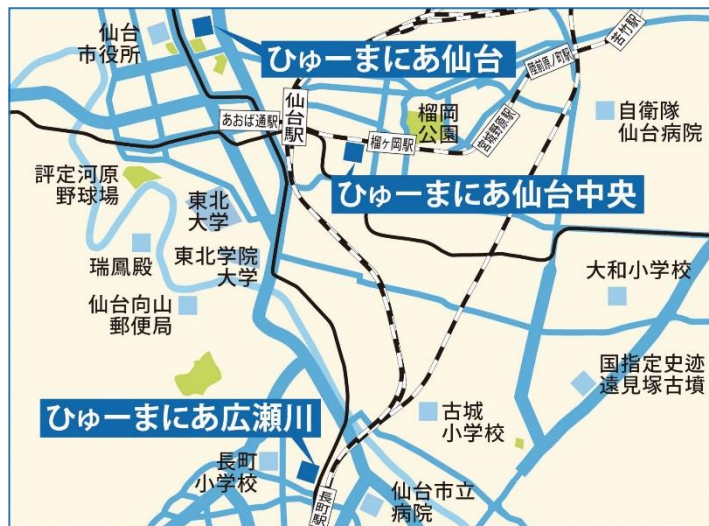 仙台
市役所
ひゅーまにあ仙台
苦竹駅
陸前原ノ町駅
あおば通駅
仙台駅
榴岡
公園
榴ヶ岡駅
宮城野原駅
自衛隊
仙台病院
評定河原
野球場
ひゅーまにあ仙台中央
東北
大学
瑞鳳殿
東北学院
大学
大和小学校
仙台向山
郵便局
国指定史迹
遠見塚古墳
ひゅーまにあ広瀬川
古城
小学校
長町
小学校
長町駅
仙台市立
病院